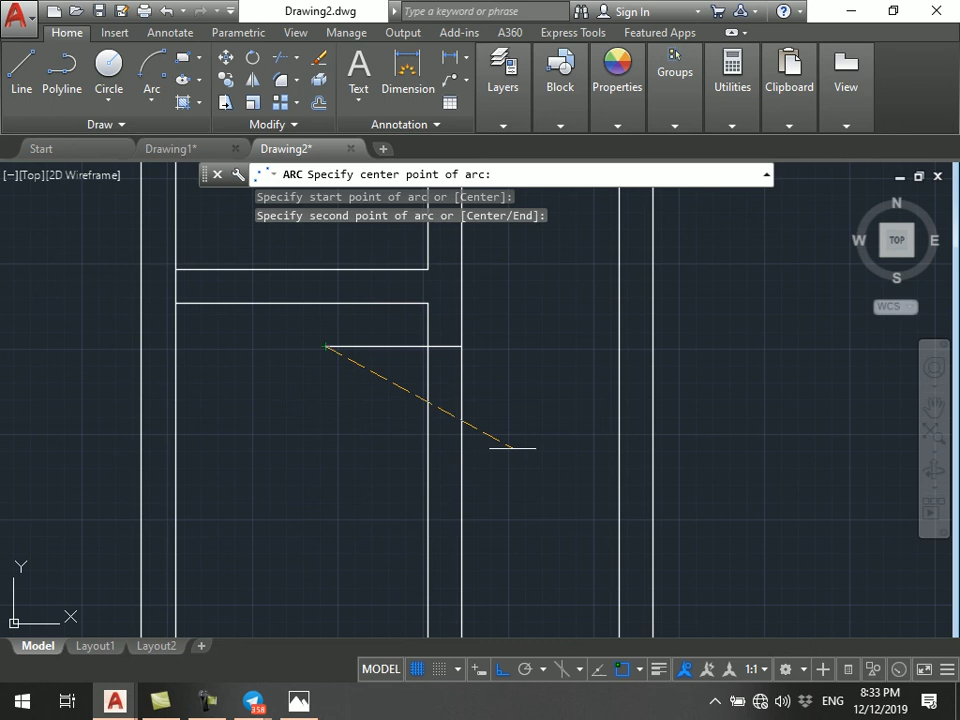 Drawing2.dwg
Type a keyword or phrase
Sign In
Home Insert Annotate Parametric View Manage Output Add-ins A360 Express Tools Featured Apps
Line Polyline Circle Arc
Text Dimension
Layers Block Properties Groups Utilities Clipboard View
Draw Modify Annotation
Start Drawing1* Drawing2*
[−][Top][2D Wireframe]
ARC Specify center point of arc:
Specify start point of arc or [Center]:
Specify second point of arc or [Center/End]:
N
W TOP E
S
WCS
Y
X
Model Layout1 Layout2
MODEL 1:1
A 358 ENG 8:33 PM
12/12/2019